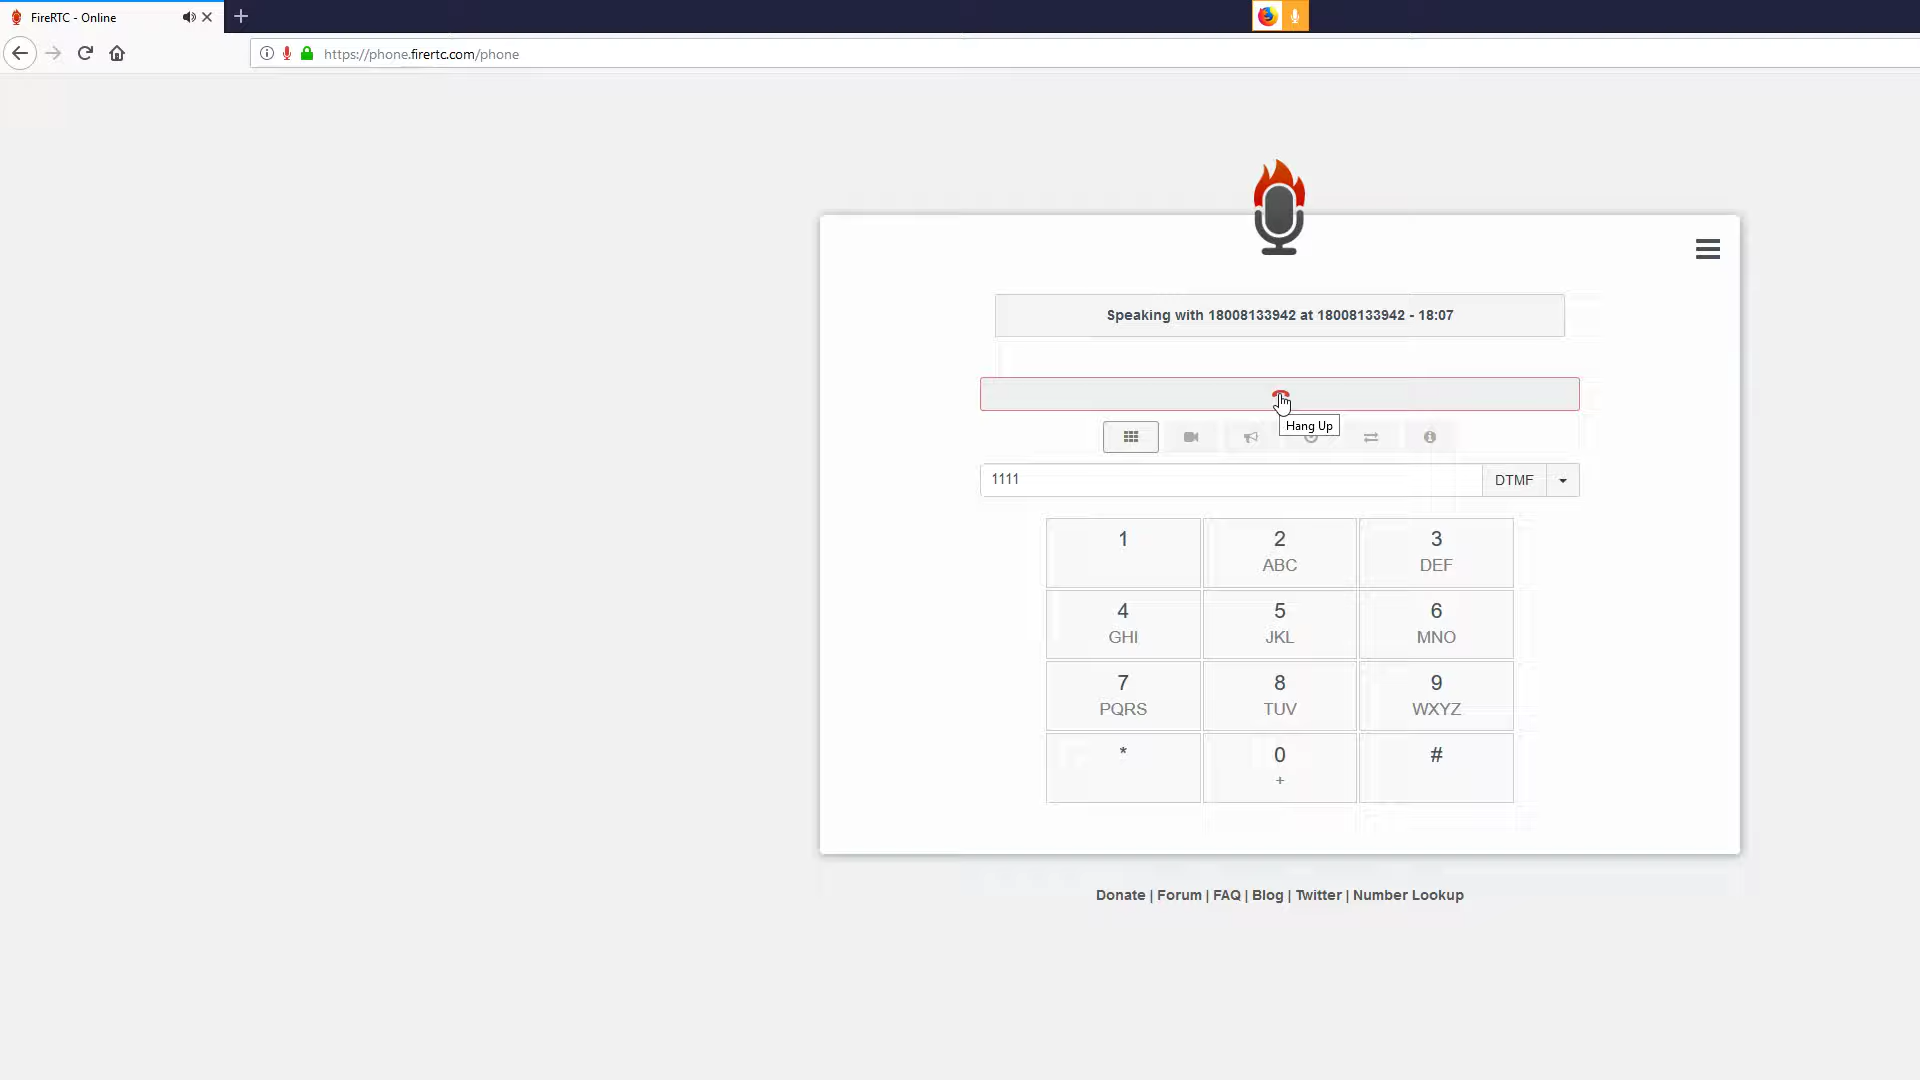 FireRTC - Online
https://phone.firertc.com/phone
Speaking with 18008133942 at 18008133942 - 18:07
Hang Up
1111
DTMF
1
2
ABC
3
DEF
4
GHI
5
JKL
6
MNO
7
PQRS
8
TUV
9
WXYZ
*
0
+
#
Donate | Forum | FAQ | Blog | Twitter | Number Lookup